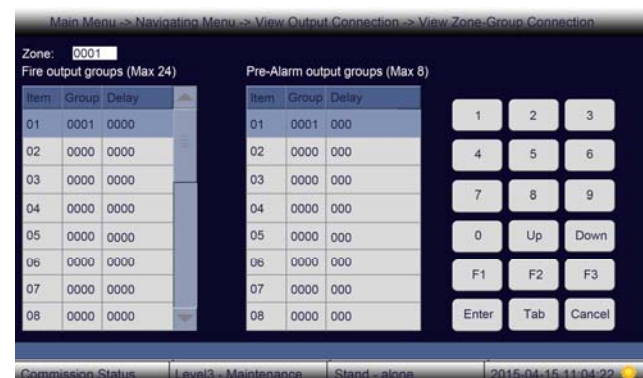 Main Menu -> Navigating Menu -> View Output Connection -> View Zone-Group Connection
Zone: 0001
Fire output groups (Max 24)
Pre-Alarm output groups (Max 8)
Item Group Delay
01 0001 0000
02 0000 0000
03 0000 0000
04 0000 0000
05 0000 0000
06 0000 0000
07 0000 0000
08 0000 0000
Item Group Delay
01 0001 000
02 0000 000
03 0000 000
04 0000 000
05 0000 000
06 0000 000
07 0000 000
08 0000 000
1 2 3
4 5 6
7 8 9
0 Up Down
F1 F2 F3
Enter Tab Cancel
Commission Status Level3 - Maintenance Stand - alone 2015-04-15 11:04:22